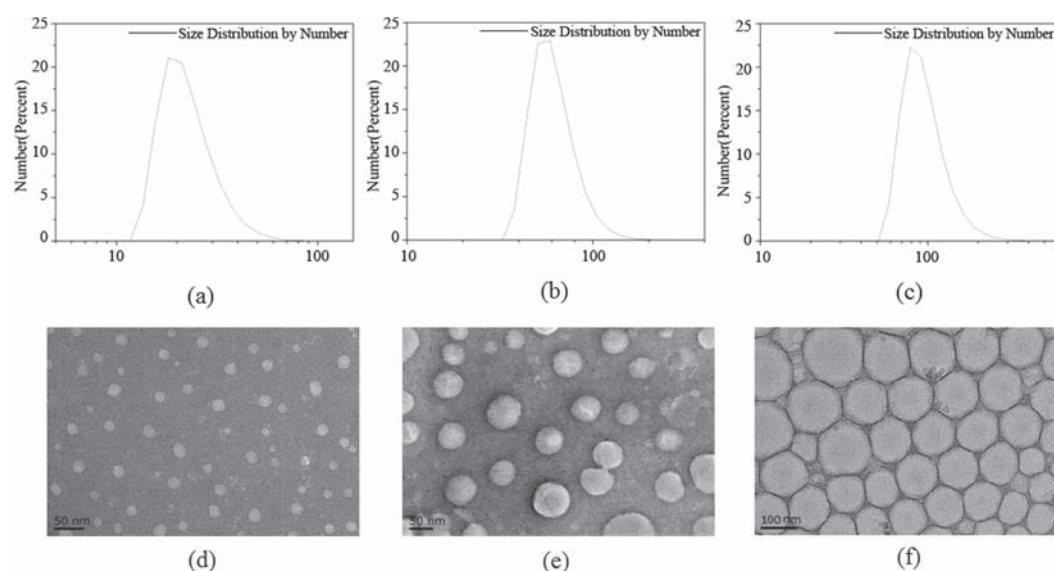 25
20
15
10
5
0
Number(Percent)
Size Distribution by Number
10
100
(a)
25
20
15
10
5
0
Number(Percent)
Size Distribution by Number
10
100
(b)
25
20
15
10
5
0
Number(Percent)
Size Distribution by Number
10
100
(c)
50 nm
(d)
50 nm
(e)
100 nm
(f)